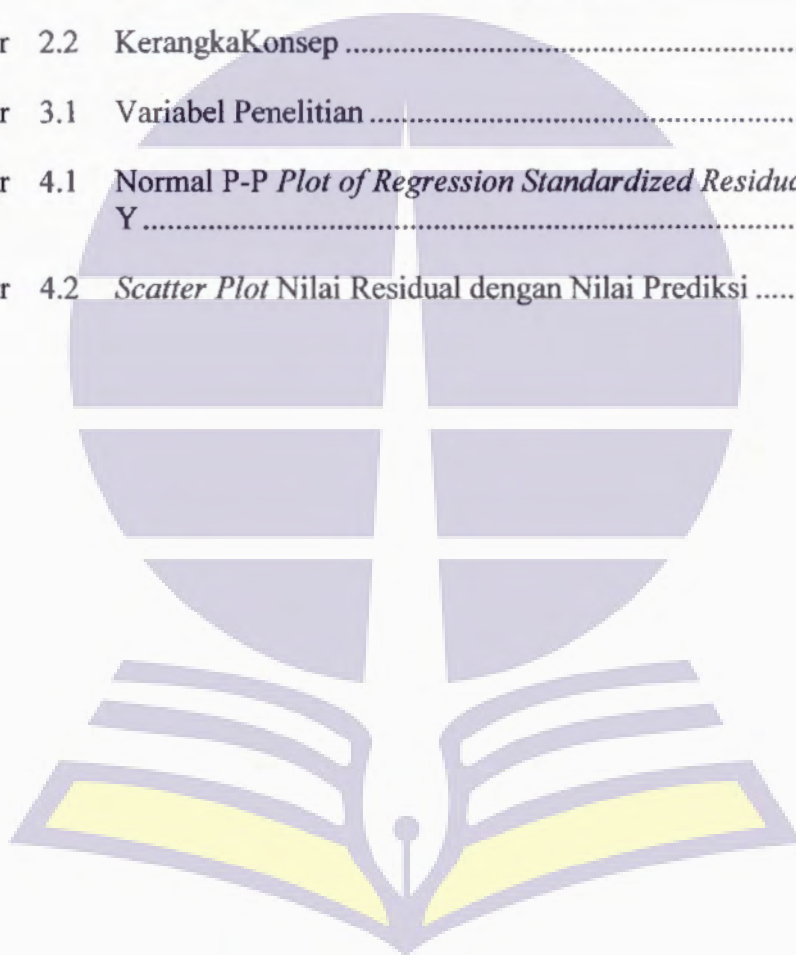 r 2.2 KerangkaKonsep ........................................................................
r 3.1 Variabel Penelitian ...................................................................
r 4.1 Normal P-P Plot of Regression Standardized Residua
Y ........................................................................................................
r 4.2 Scatter Plot Nilai Residual dengan Nilai Prediksi ......